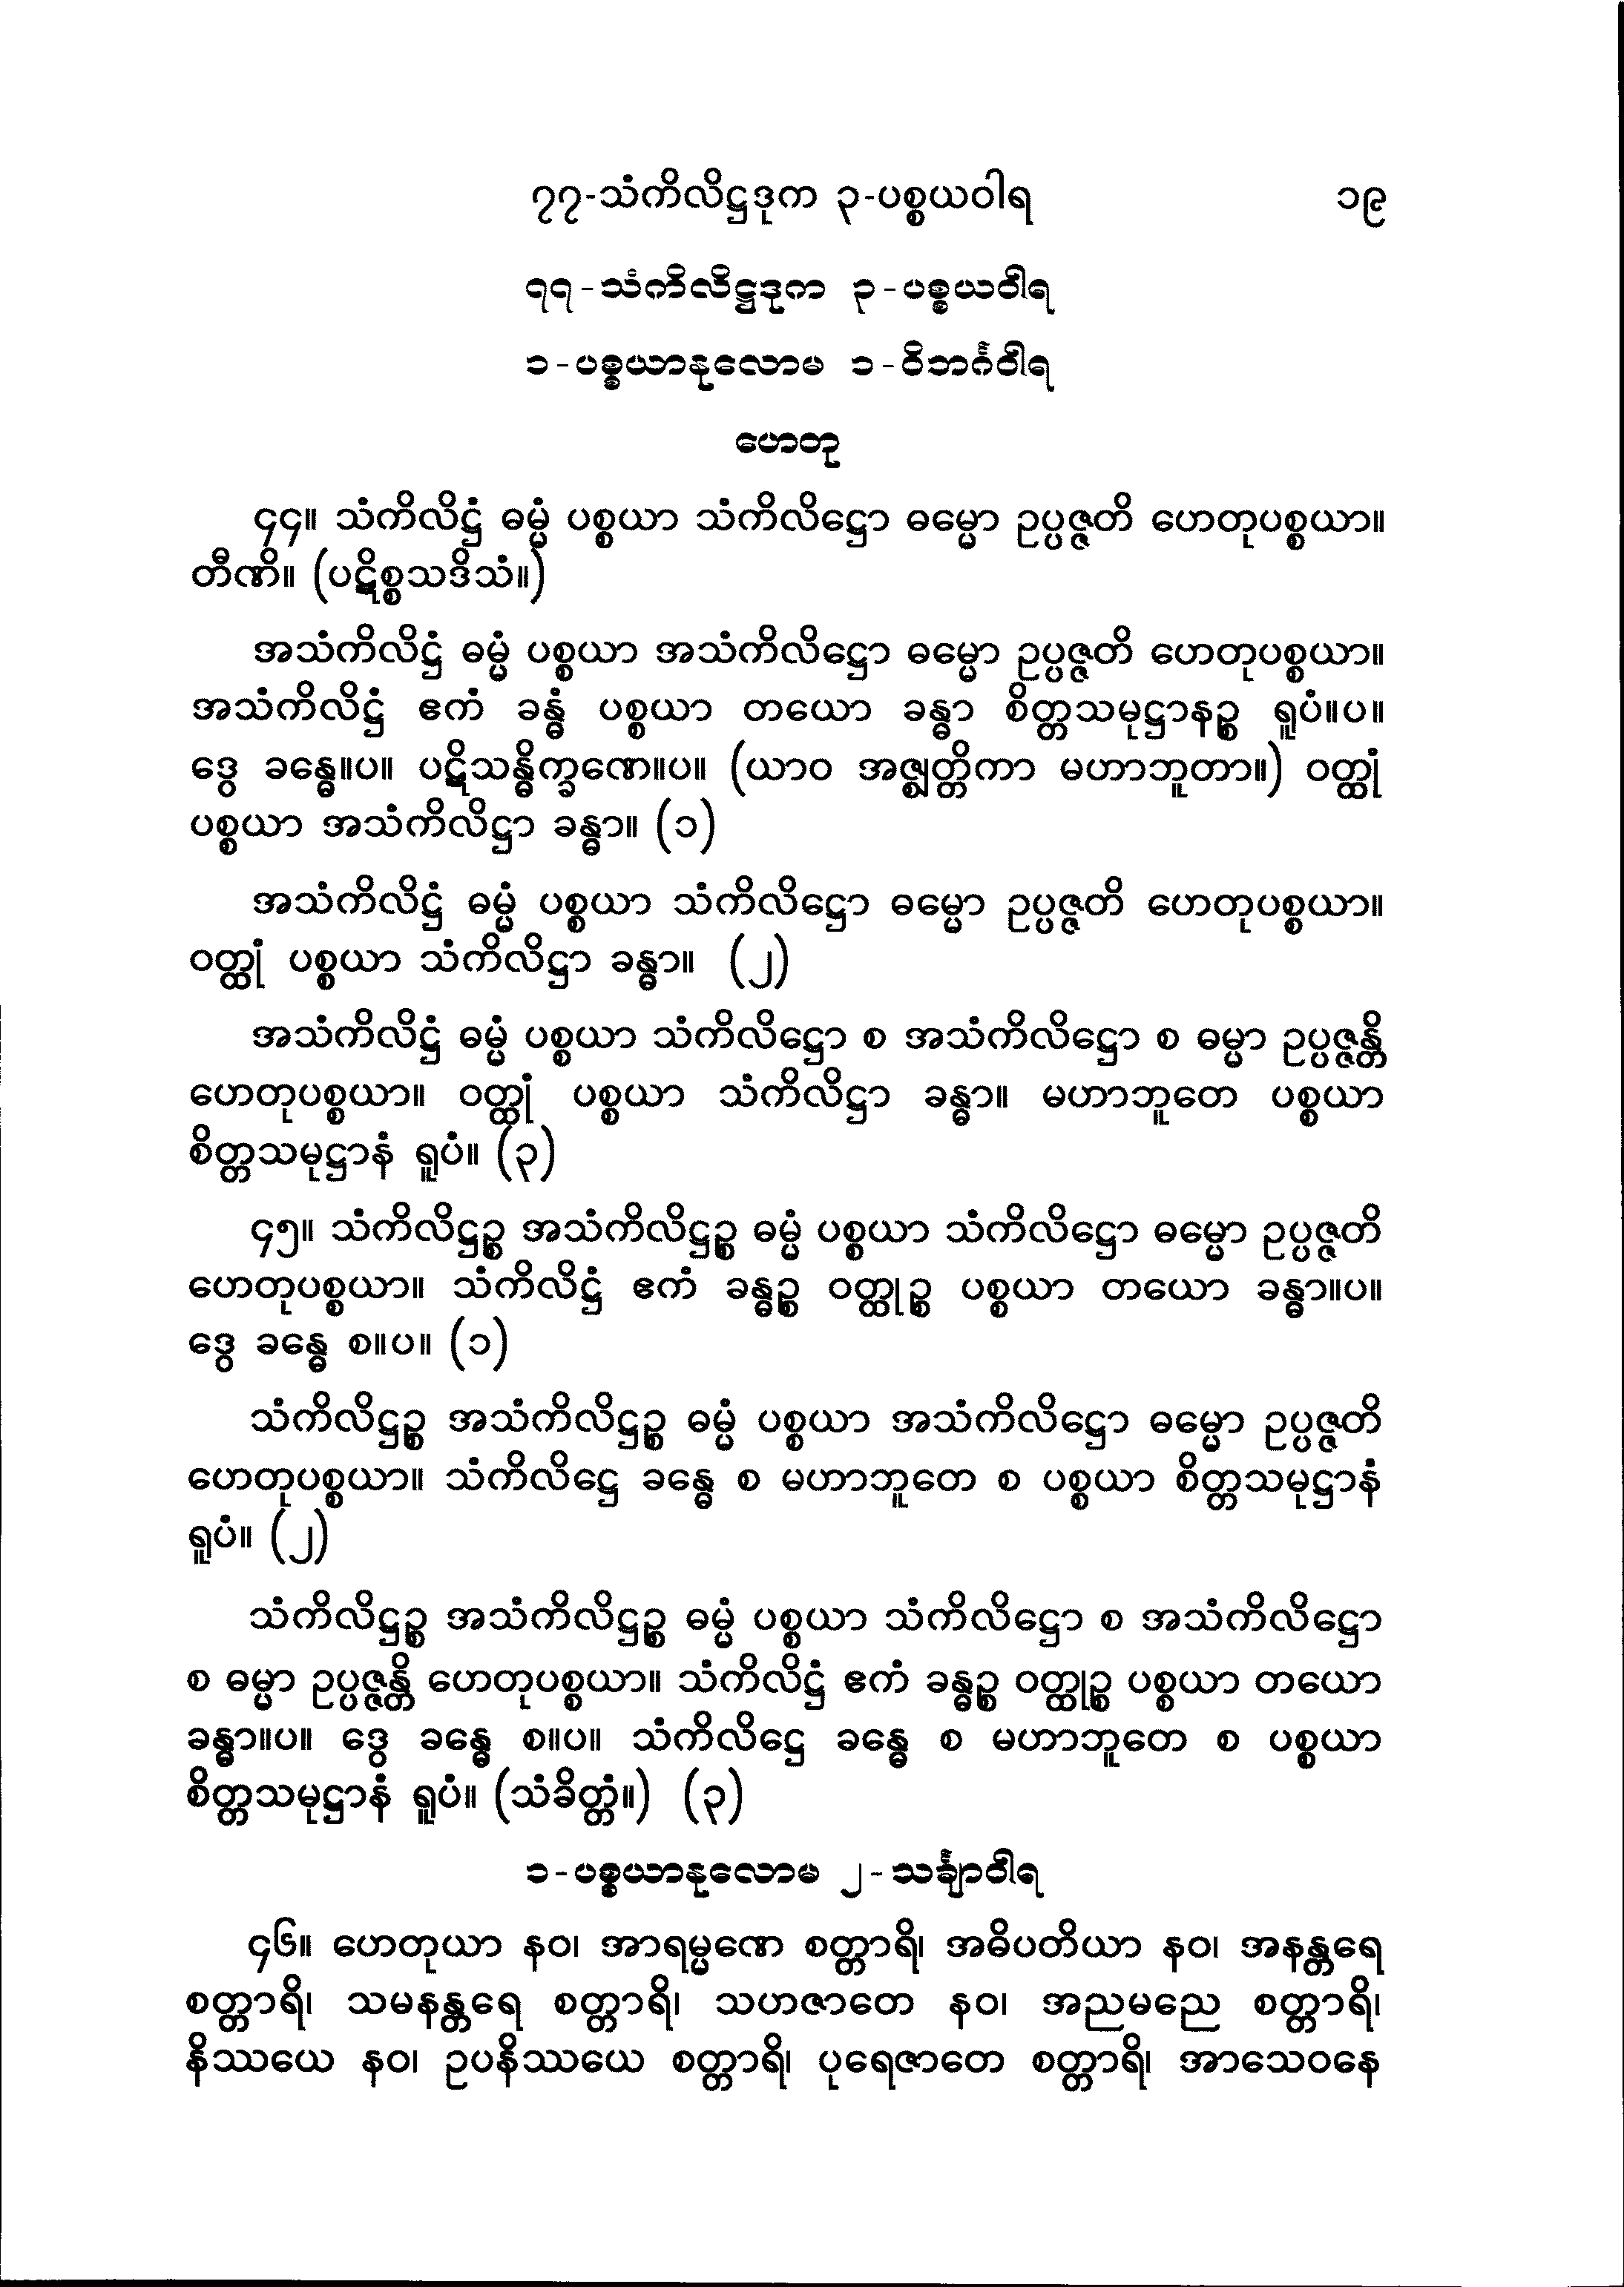 ၇၇-သံကိလိဋ္ဌဒုက ၃-ပစ္စယဝါရ ၁၉
၇၇-သံကိလိဋ္ဌဒုက ၃-ပစ္စယဝါရ
၁-ပစ္စယာနုလောမ ၁-ဝိဘင်္ဂဝါရ
ဟေတု
၄၄။ သံကိလိဋ္ဌံ ဓမ္မံ ပစ္စယာ သံကိလိဋ္ဌော ဓမ္မော ဥပ္ပဇ္ဇတိ ဟေတုပစ္စယာ။
တီဏိ။ (ပဋိစ္စသဒိသံ။)
အသံကိလိဋ္ဌံ ဓမ္မံ ပစ္စယာ အသံကိလိဋ္ဌော ဓမ္မော ဥပ္ပဇ္ဇတိ ဟေတုပစ္စယာ။
အသံကိလိဋ္ဌံ ဧကံ ခန္ဓံ ပစ္စယာ တယော ခန္ဓာ စိတ္တသမုဋ္ဌာနဉ္စ ရူပံ။ပ။
ဒွေ ခန္ဓေ။ပ။ ပဋိသန္ဓိက္ခဏေ။ပ။ (ယာဝ အဇ္ဈတ္တိကာ မဟာဘူတာ။) ဝတ္ထုံ
ပစ္စယာ အသံကိလိဋ္ဌာ ခန္ဓာ။ (၁)
အသံကိလိဋ္ဌံ ဓမ္မံ ပစ္စယာ သံကိလိဋ္ဌော ဓမ္မော ဥပ္ပဇ္ဇတိ ဟေတုပစ္စယာ။
ဝတ္ထုံ ပစ္စယာ သံကိလိဋ္ဌာ ခန္ဓာ။ (၂)
အသံကိလိဋ္ဌံ ဓမ္မံ ပစ္စယာ သံကိလိဋ္ဌော စ အသံကိလိဋ္ဌော စ ဓမ္မာ ဥပ္ပဇ္ဇန္တိ
ဟေတုပစ္စယာ။ ဝတ္ထုံ ပစ္စယာ သံကိလိဋ္ဌာ ခန္ဓာ။ မဟာဘူတေ ပစ္စယာ
စိတ္တသမုဋ္ဌာနံ ရူပံ။ (၃)
၄၅။ သံကိလိဋ္ဌဉ္စ အသံကိလိဋ္ဌဉ္စ ဓမ္မံ ပစ္စယာ သံကိလိဋ္ဌော ဓမ္မော ဥပ္ပဇ္ဇတိ
ဟေတုပစ္စယာ။ သံကိလိဋ္ဌံ ဧကံ ခန္ဓဉ္စ ဝတ္ထုဉ္စ ပစ္စယာ တယော ခန္ဓာ။ပ။
ဒွေ ခန္ဓေ စ။ပ။ (၁)
သံကိလိဋ္ဌဉ္စ အသံကိလိဋ္ဌဉ္စ ဓမ္မံ ပစ္စယာ အသံကိလိဋ္ဌော ဓမ္မော ဥပ္ပဇ္ဇတိ
ဟေတုပစ္စယာ။ သံကိလိဋ္ဌေ ခန္ဓေ စ မဟာဘူတေ စ ပစ္စယာ စိတ္တသမုဋ္ဌာနံ
ရူပံ။ (၂)
သံကိလိဋ္ဌဉ္စ အသံကိလိဋ္ဌဉ္စ ဓမ္မံ ပစ္စယာ သံကိလိဋ္ဌော စ အသံကိလိဋ္ဌော
စ ဓမ္မာ ဥပ္ပဇ္ဇန္တိ ဟေတုပစ္စယာ။ သံကိလိဋ္ဌံ ဧကံ ခန္ဓဉ္စ ဝတ္ထုဉ္စ ပစ္စယာ တယော
ခန္ဓာ။ပ။ ဒွေ ခန္ဓေ စ။ပ။ သံကိလိဋ္ဌေ ခန္ဓေ စ မဟာဘူတေ စ ပစ္စယာ
စိတ္တသမုဋ္ဌာနံ ရူပံ။ (သံခိတ္တံ။) (၃)
၁-ပစ္စယာနုလောမ ၂-သင်္ချာဝါရ
၄၆။ ဟေတုယာ နဝ၊ အာရမ္မဏေ စတ္တာရိ၊ အဓိပတိယာ နဝ၊ အနန္တရေ
စတ္တာရိ၊ သမနန္တရေ စတ္တာရိ၊ သဟဇာတေ နဝ၊ အညမညေ စတ္တာရိ၊
နိဿယေ နဝ၊ ဥပနိဿယေ စတ္တာရိ၊ ပုရေဇာတေ စတ္တာရိ၊ အာသေဝနေ